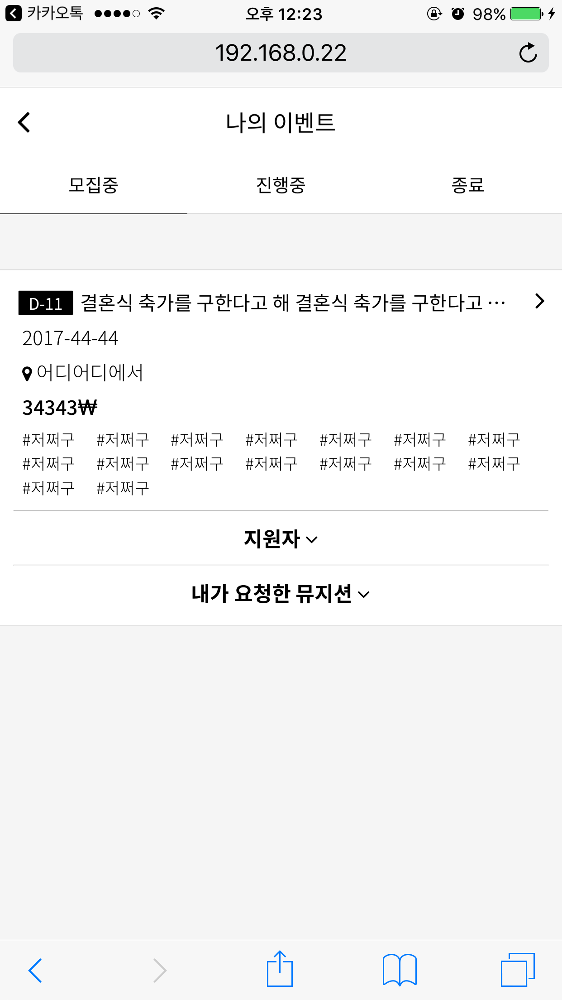 카카오톡 오후 12:23 98%
192.168.0.22
나의 이벤트
모집중 진행중 종료
D-11 결혼식 축가를 구한다고 해 결혼식 축가를 구한다고 …
2017-44-44
어디어디에서
34343₩
#저쩌구 #저쩌구 #저쩌구 #저쩌구 #저쩌구 #저쩌구 #저쩌구
#저쩌구 #저쩌구 #저쩌구 #저쩌구 #저쩌구 #저쩌구 #저쩌구
#저쩌구 #저쩌구
지원자
내가 요청한 뮤지션